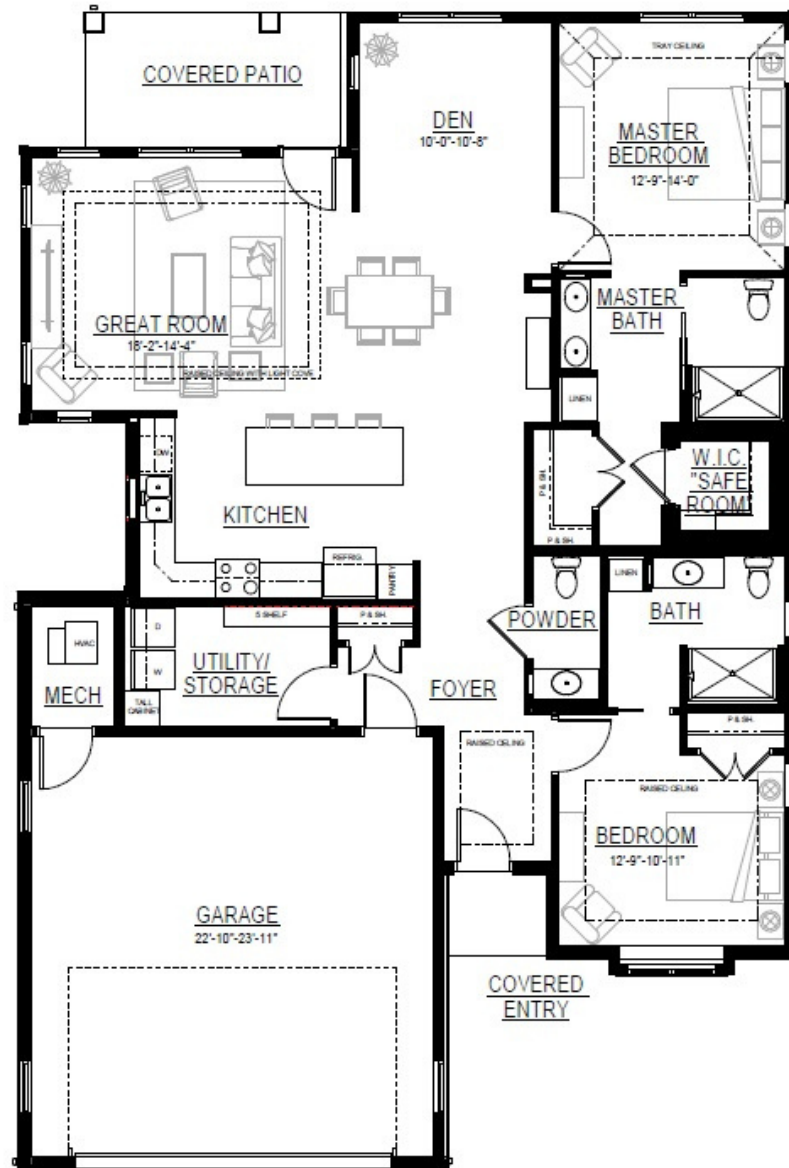 COVERED PATIO
TRAY CEILING
DEN
10'-0"-10'-8"
MASTER
BEDROOM
12'-9"-14'-0"
GREAT ROOM
18'-2"-14'-4"
RAISED CEILING WITH LIGHT COVE
MASTER
BATH
LINEN
DW
KITCHEN
REFRIG.
PANTRY
P & SH.
P & SH.
W.I.C.
"SAFE
ROOM"
HVAC
MECH
D
W
TALL
CABINET
5 SHELF
UTILITY/
STORAGE
P & SH.
FOYER
POWDER
LINEN
BATH
P & SH.
RAISED CEILING
RAISED CEILING
BEDROOM
12'-9"-10'-11"
GARAGE
22'-10"-23'-11"
COVERED
ENTRY